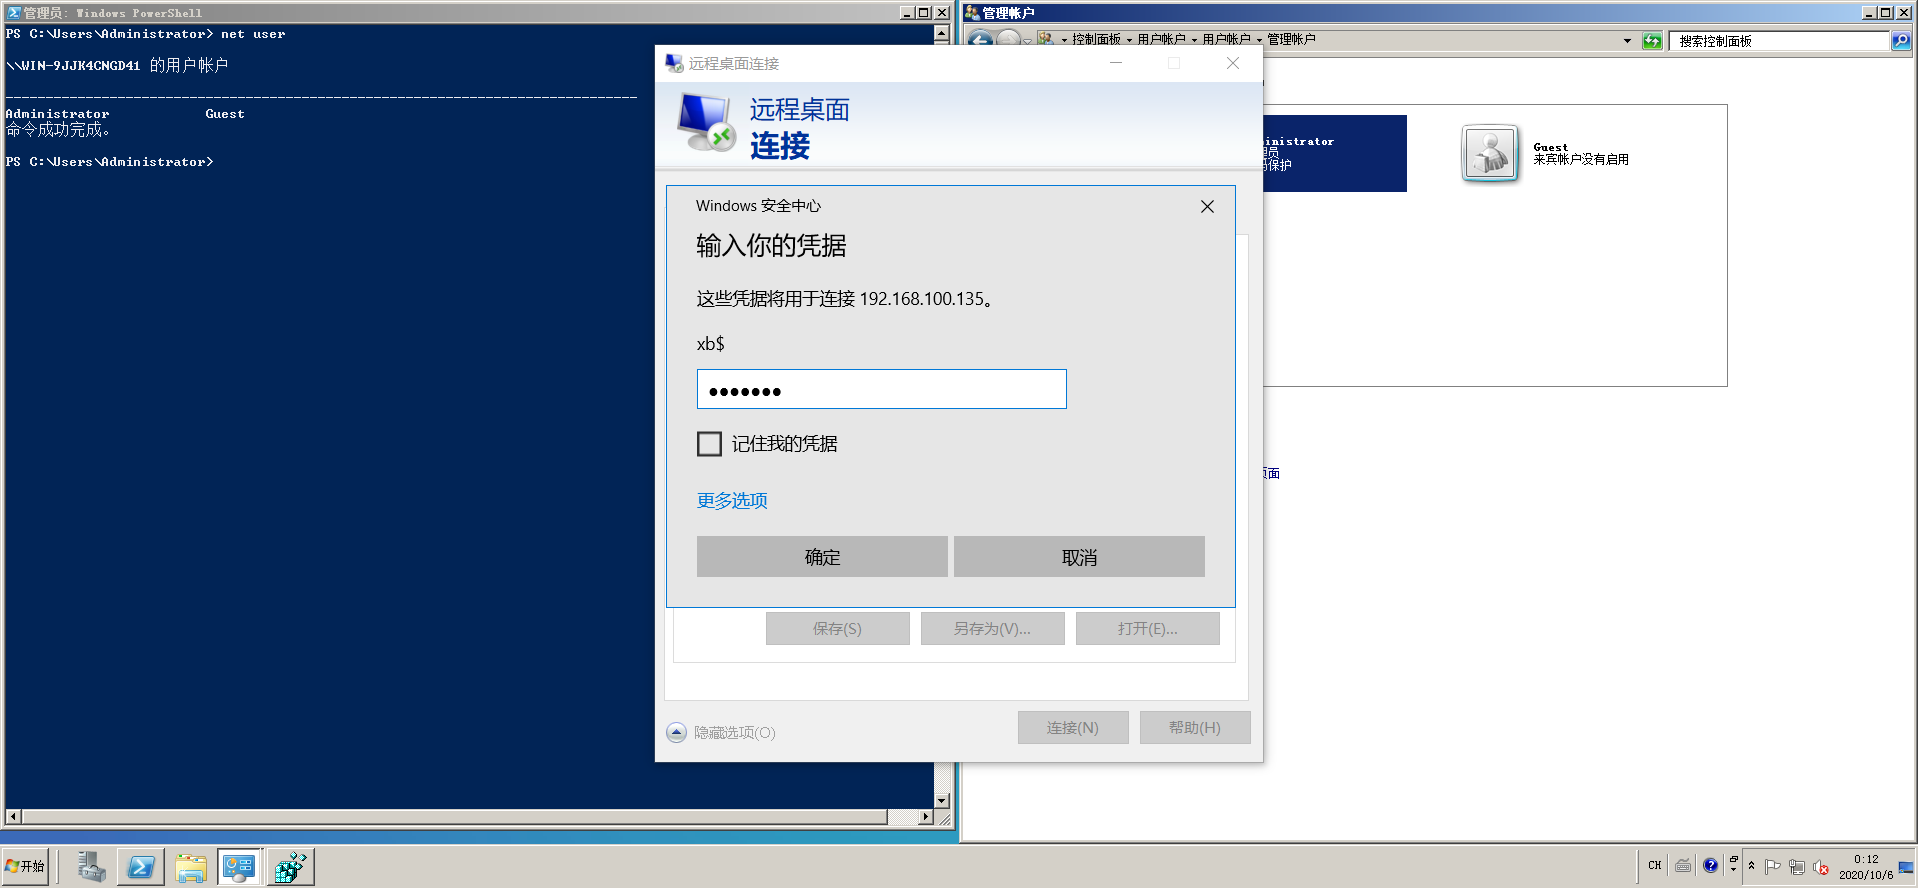 管理员: Windows PowerShell
PS C:\Users\Administrator> net user
\\WIN-9JJK4CNGD41 的用户帐户
-------------------------------------------------------------------------------
Administrator Guest
命令成功完成。
PS C:\Users\Administrator>
管理帐户
控制面板 用户帐户 用户帐户 管理帐户
搜索控制面板
inistrator
保护
Guest
来宾帐户没有启用
页面
远程桌面连接
远程桌面
连接
Windows 安全中心
输入你的凭据
这些凭据将用于连接 192.168.100.135。
xb$
●●●●●●●
记住我的凭据
更多选项
确定 取消
保存(S) 另存为(V)... 打开(E)...
隐藏选项(O) 连接(N) 帮助(H)
开始
CH
0:12
2020/10/6